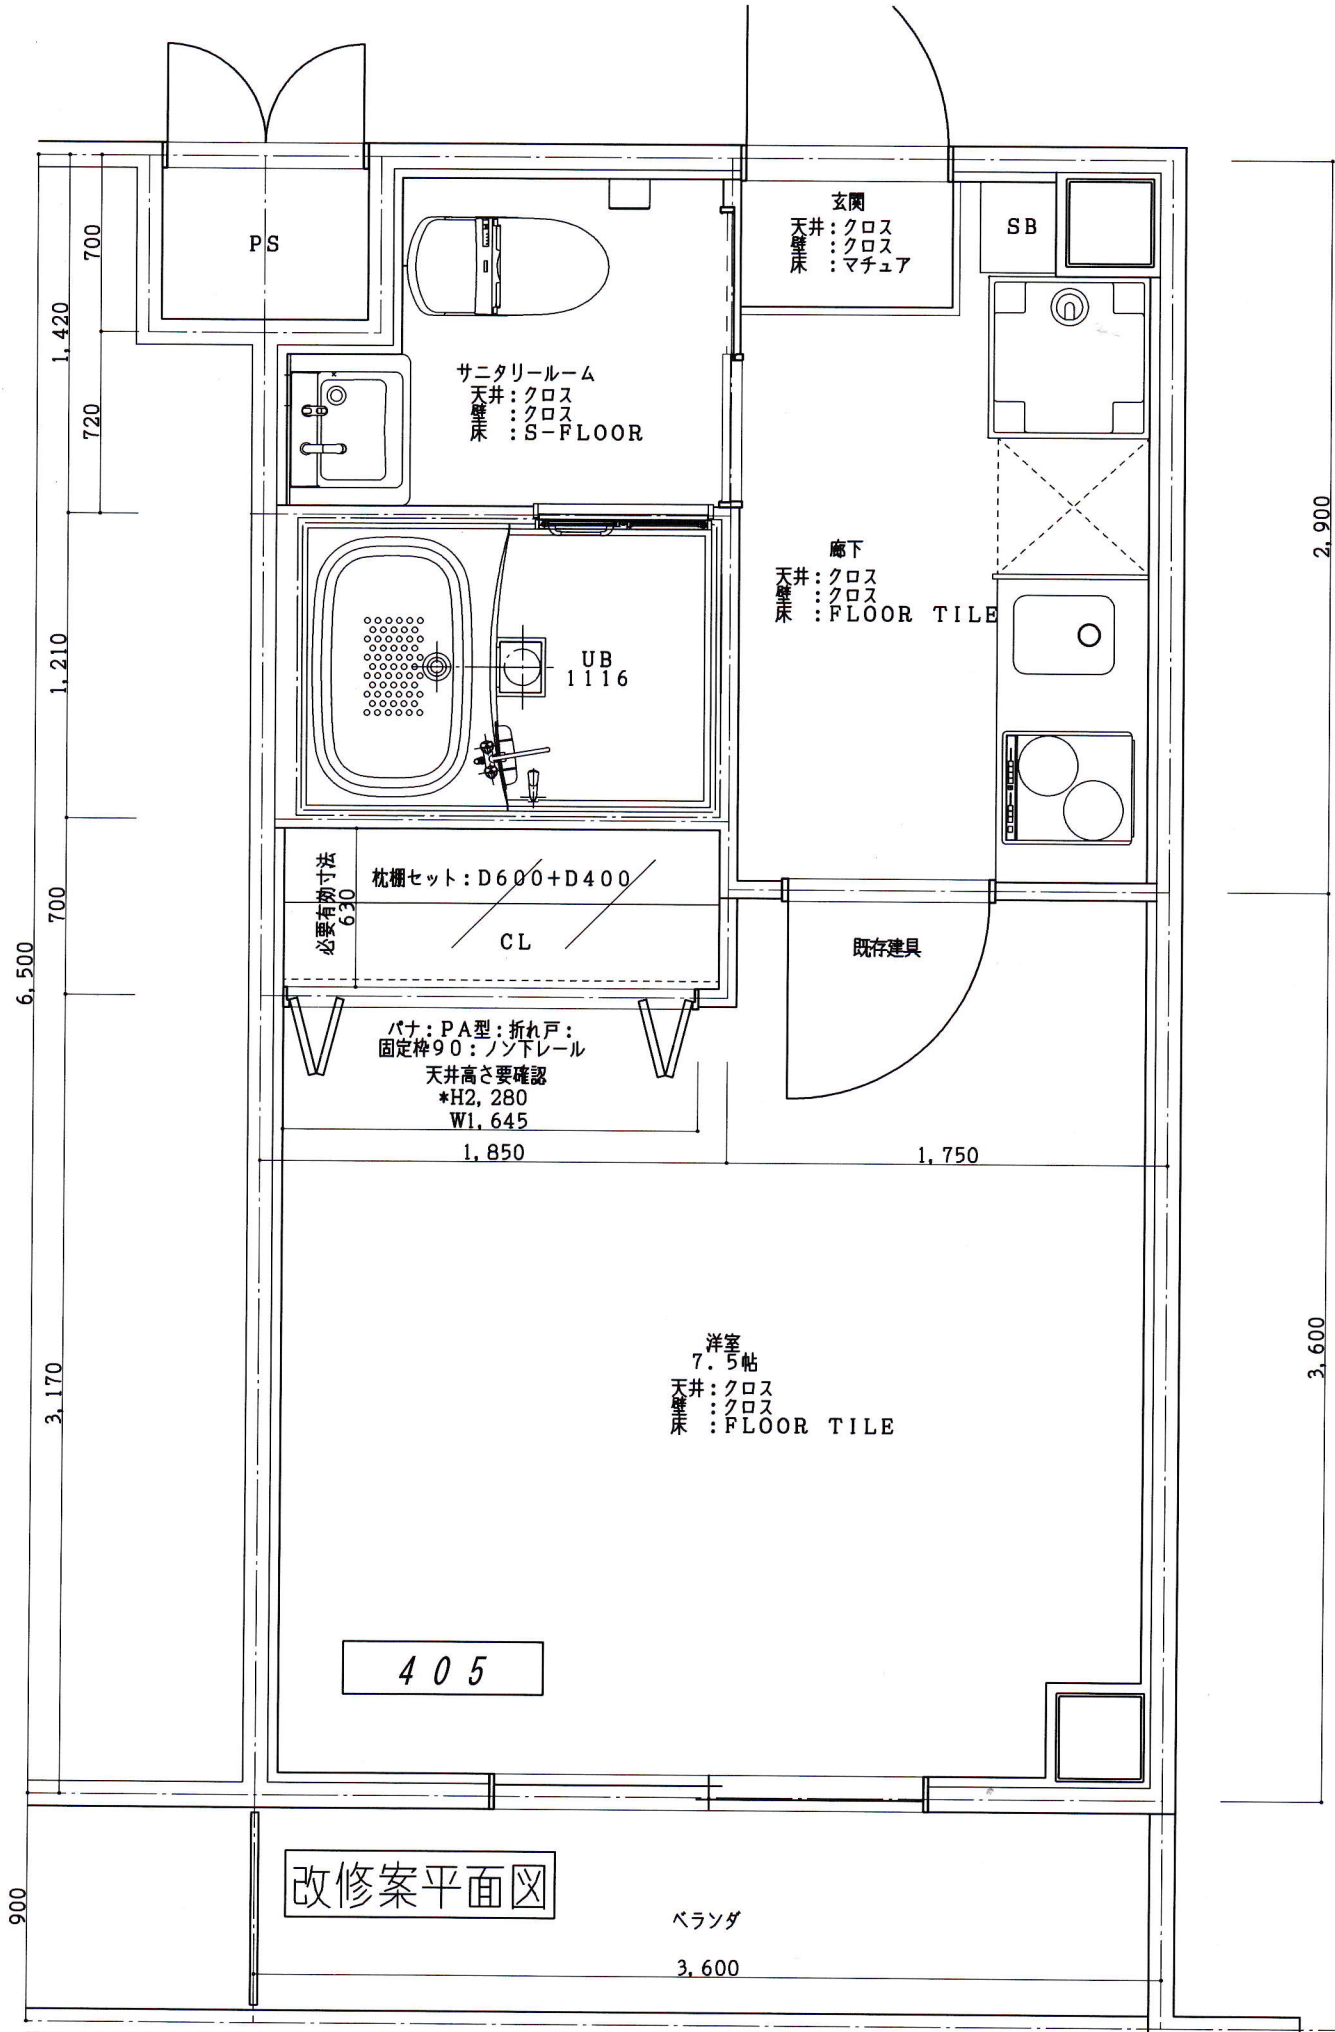 PS
玄関
天井:クロス
壁 :クロス
床 :マチュア
SB
サニタリールーム
天井:クロス
壁 :クロス
床 :S-FLOOR
廊下
天井:クロス
壁 :クロス
床 :FLOOR TILE
UB
1116
必要有効寸法
630
枕棚セット:D600+D400
CL
既存建具
パナ:PA型:折れ戸:
固定枠90:ノン下レール
天井高さ要確認
*H2,280
W1,645
1,850
1,750
洋室
7.5帖
天井:クロス
壁 :クロス
床 :FLOOR TILE
405
改修案平面図
ベランダ
3,600
700
720
1,420
1,210
700
3,170
6,500
900
2,900
3,600